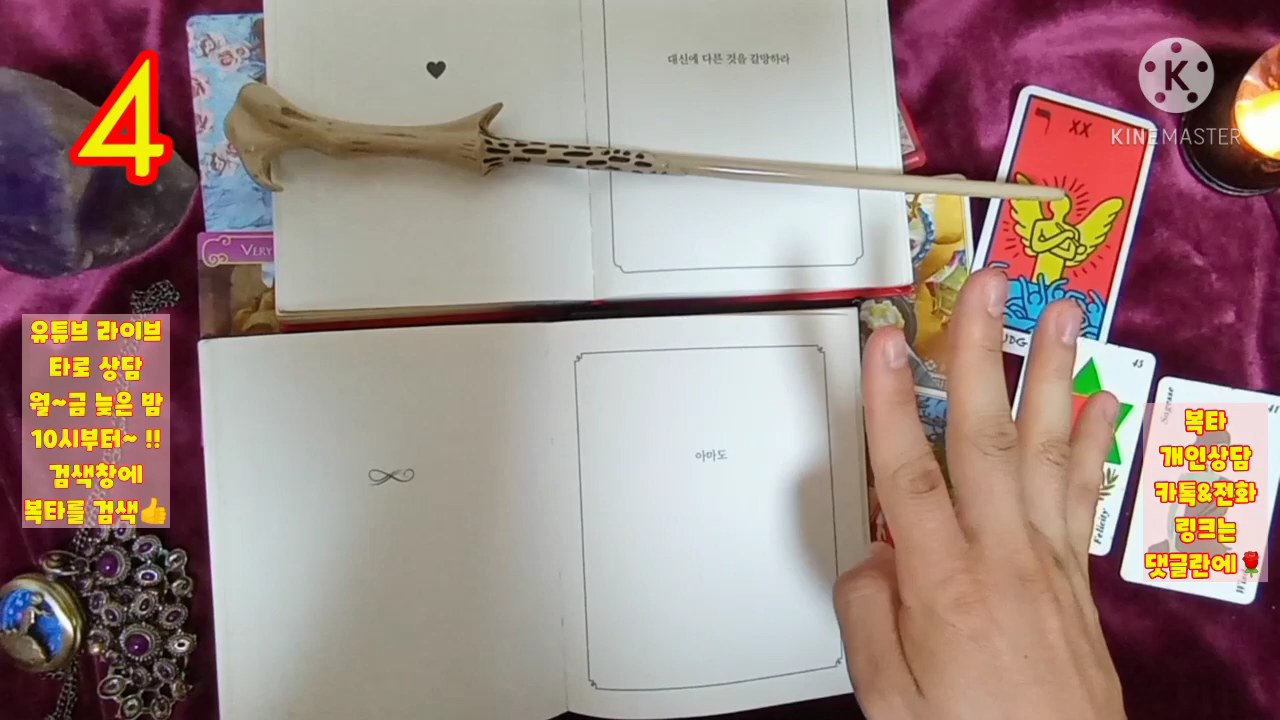 4
대신에 다른 것을 갈망하라
XX
K
KINEMASTER
VERY
JDG
유튜브 라이브
타로 상담
월~금 늦은 밤
10시부터~ !!
검색창에
복타를 검색👍
아마도
45
Felicity
41
Sagesse
복타
개인상담
카톡&전화
링크는
댓글란에🌹